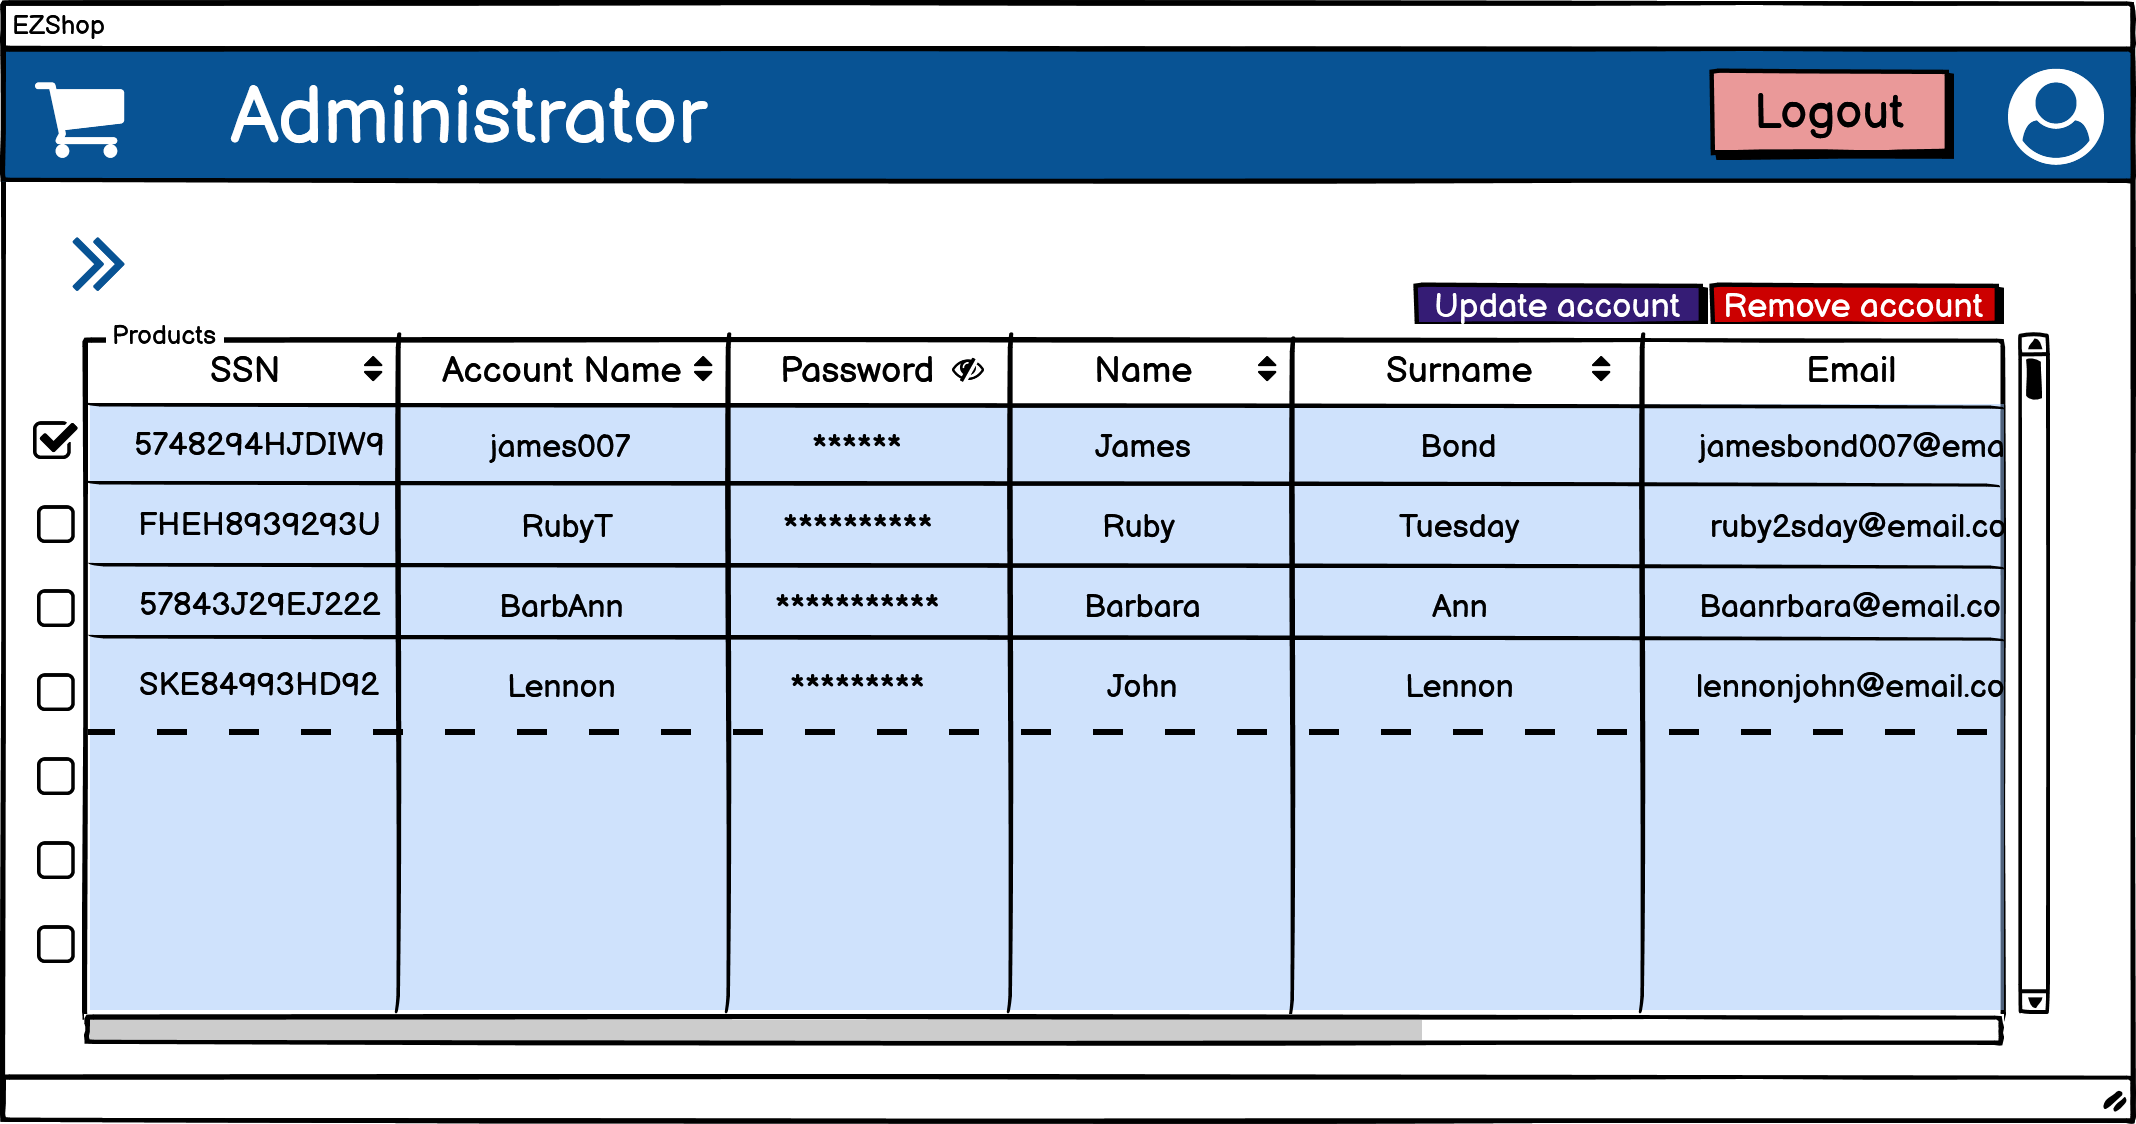 EZShop
Administrator
Logout
Update account
Remove account
Products
SSN Account Name Password Name Surname Email
5748294HJDIW9 james007 ****** James Bond jamesbond007@ema
FHEH8939293U RubyT ********** Ruby Tuesday ruby2sday@email.co
57843J29EJ222 BarbAnn *********** Barbara Ann Baanrbara@email.co
SKE84993HD92 Lennon ********* John Lennon lennonjohn@email.co